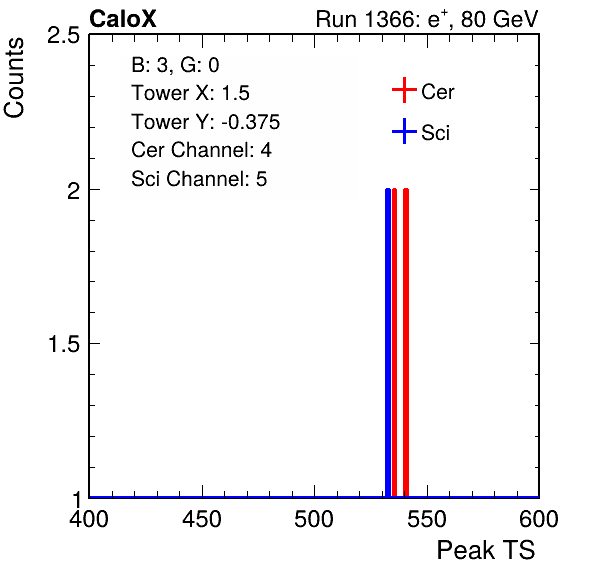 CaloX Run 1366: e⁺, 80 GeV
Counts
2.5
B: 3, G: 0
Tower X: 1.5
Tower Y: -0.375
Cer Channel: 4
Sci Channel: 5
Cer
Sci
2
1.5
1
400 450 500 550 600
Peak TS